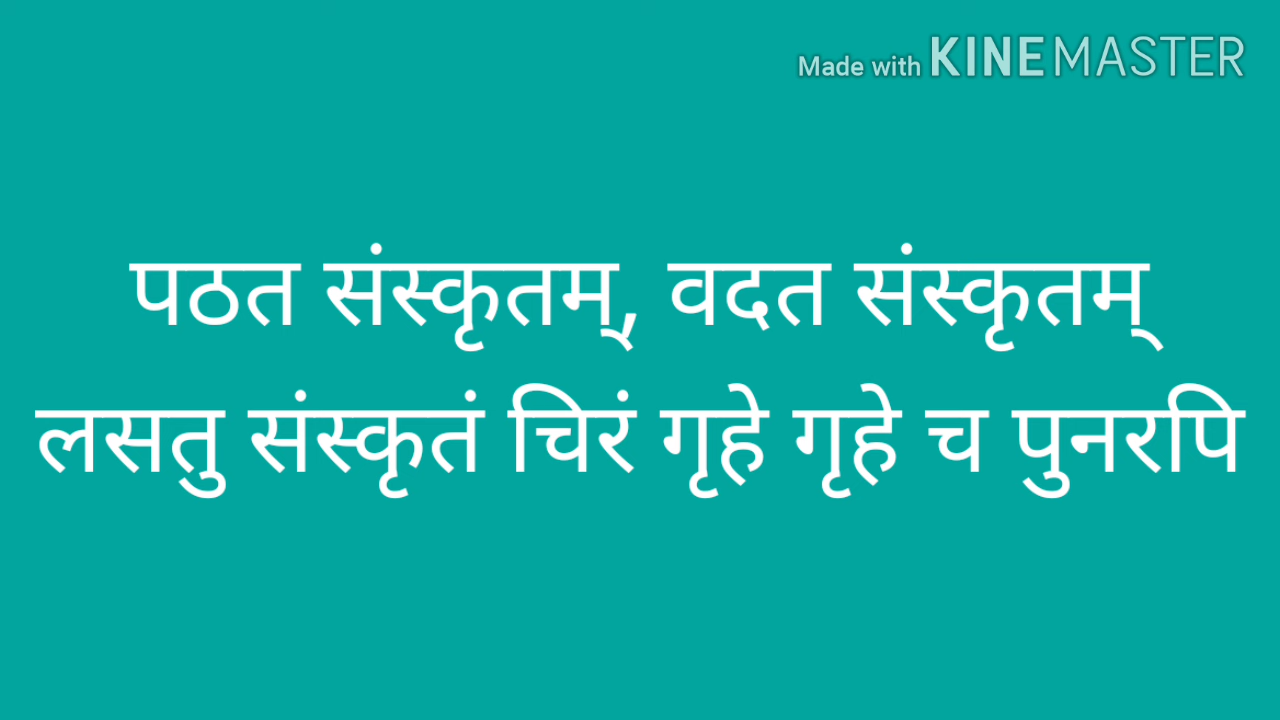 Made with KINEMASTER
पठत संस्कृतम्, वदत संस्कृतम्
लसतु संस्कृतं चिरं गृहे गृहे च पुनरपि